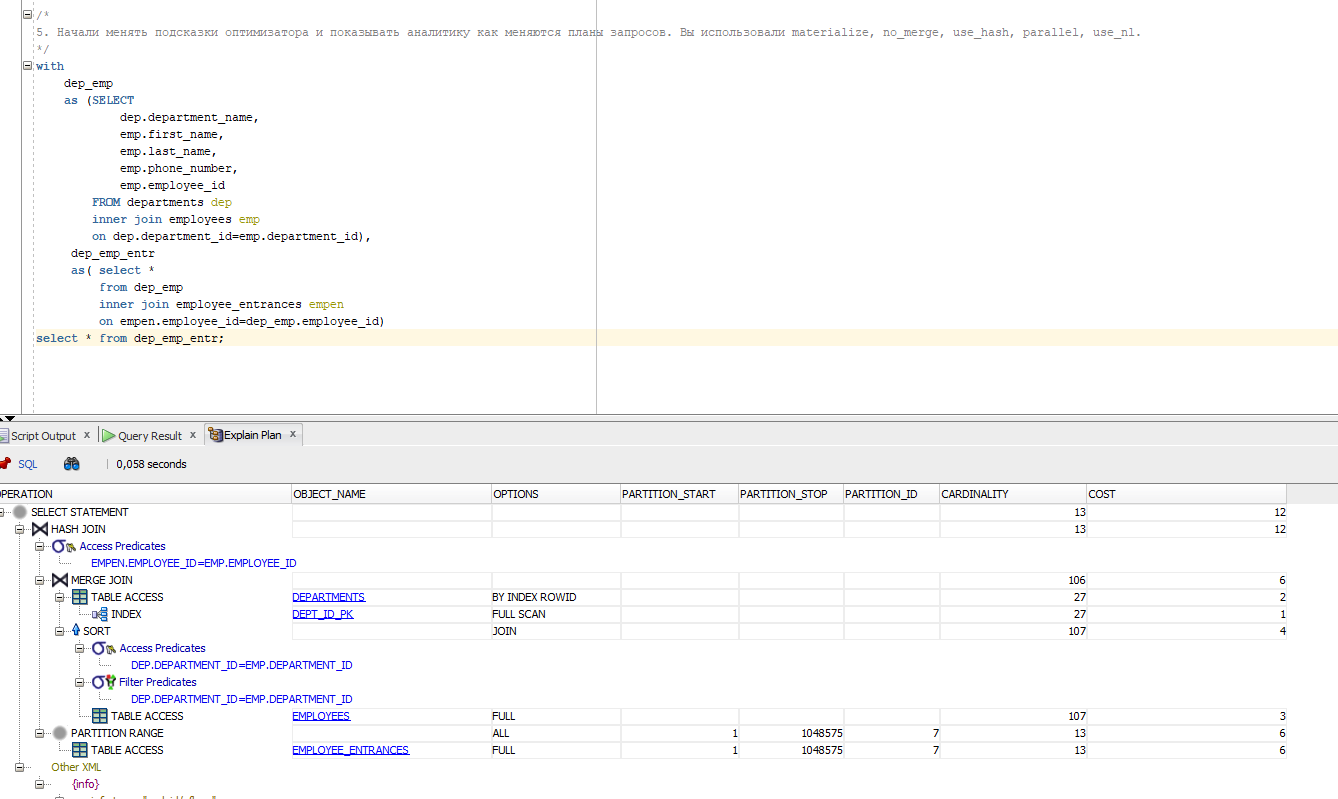 /*
5. Начали менять подсказки оптимизатора и показывать аналитику как меняются планы запросов. Вы использовали materialize, no_merge, use_hash, parallel, use_nl.
*/
with
dep_emp
as (SELECT
dep.department_name,
emp.first_name,
emp.last_name,
emp.phone_number,
emp.employee_id
FROM departments dep
inner join employees emp
on dep.department_id=emp.department_id),
dep_emp_entr
as( select *
from dep_emp
inner join employee_entrances empen
on empen.employee_id=dep_emp.employee_id)
select * from dep_emp_entr;
Script Output x Query Result x Explain Plan x
SQL 0,058 seconds
OPERATION OBJECT_NAME OPTIONS PARTITION_START PARTITION_STOP PARTITION_ID CARDINALITY COST
SELECT STATEMENT 13 12
HASH JOIN 13 12
Access Predicates
EMPEN.EMPLOYEE_ID=EMP.EMPLOYEE_ID
MERGE JOIN 106 6
TABLE ACCESS DEPARTMENTS BY INDEX ROWID 27 2
INDEX DEPT_ID_PK FULL SCAN 27 1
SORT JOIN 107 4
Access Predicates
DEP.DEPARTMENT_ID=EMP.DEPARTMENT_ID
Filter Predicates
DEP.DEPARTMENT_ID=EMP.DEPARTMENT_ID
TABLE ACCESS EMPLOYEES FULL 107 3
PARTITION RANGE ALL 1 1048575 7 13 6
TABLE ACCESS EMPLOYEE_ENTRANCES FULL 1 1048575 7 13 6
Other XML
{info}